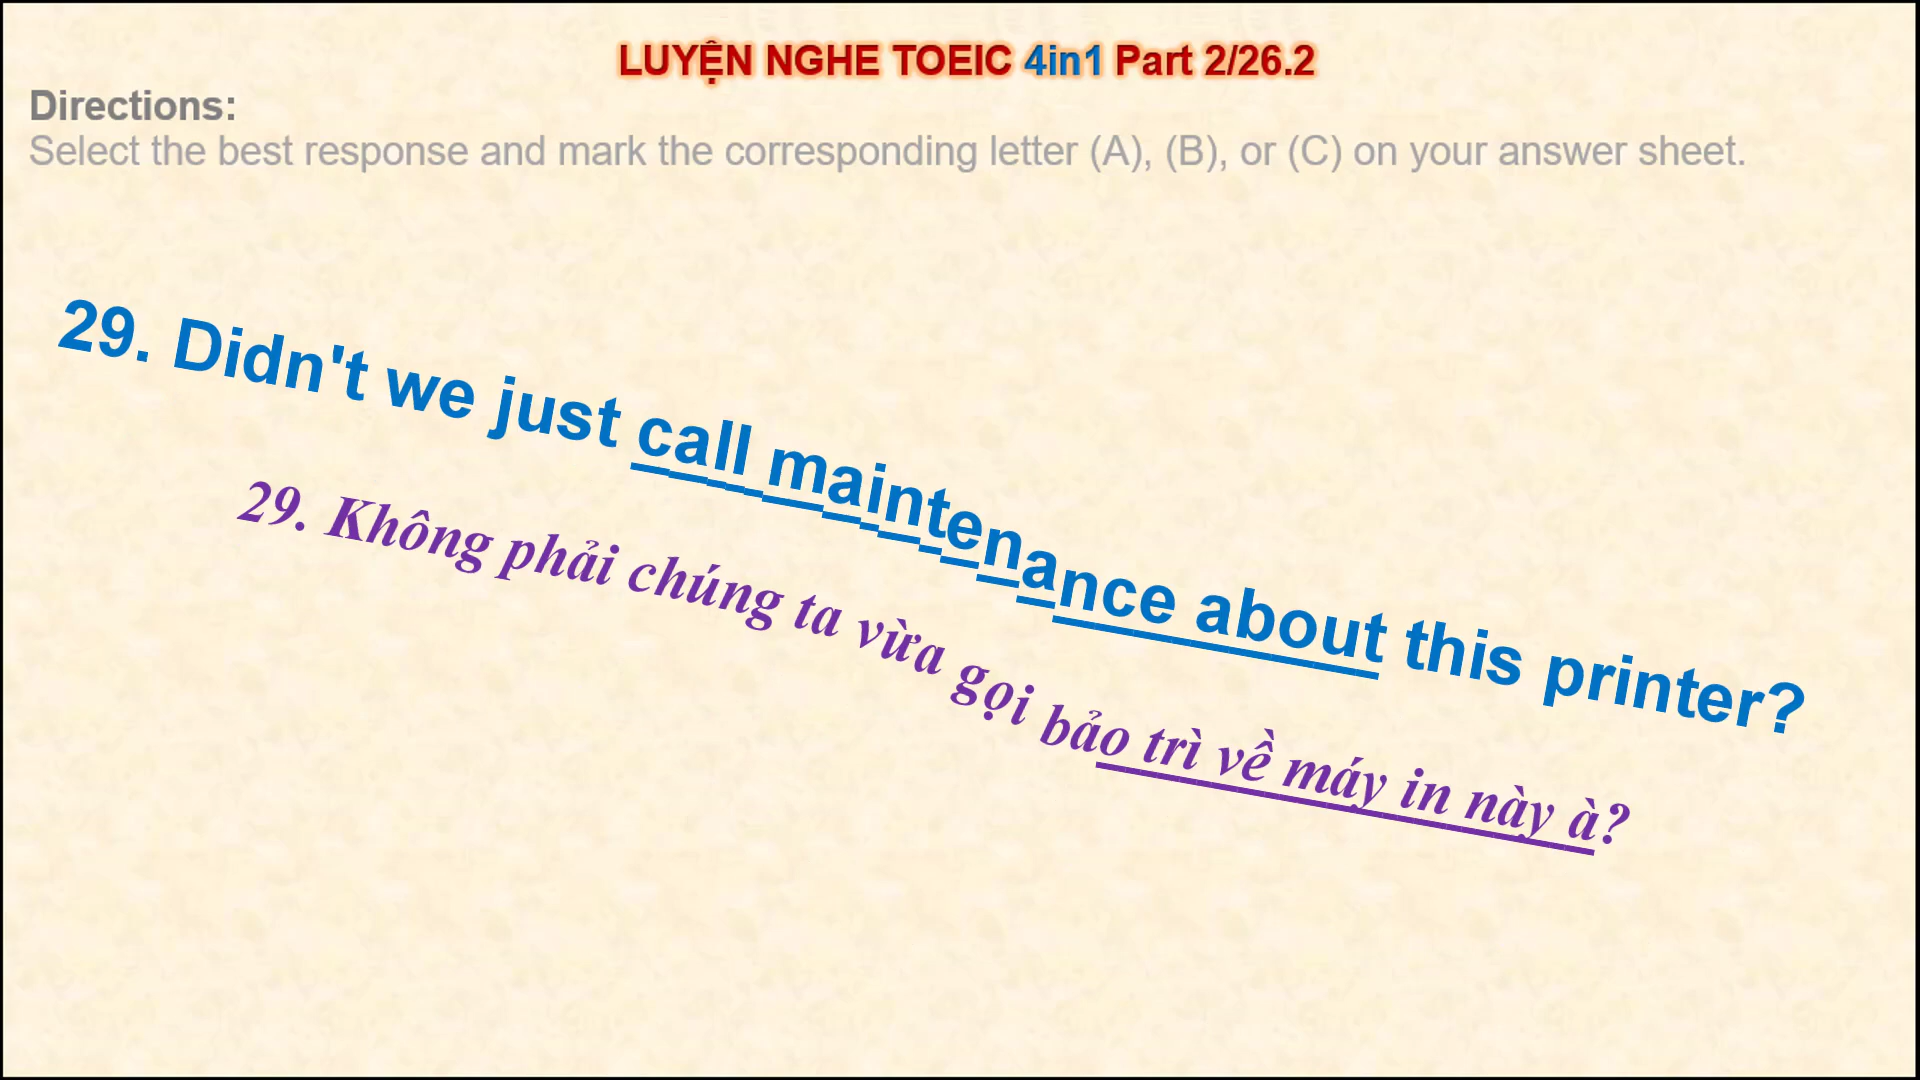 LUYỆN NGHE TOEIC 4in1 Part 2/26.2
Directions:
Select the best response and mark the corresponding letter (A), (B), or (C) on your answer sheet.
29. Didn't we just call maintenance about this printer?
29. Không phải chúng ta vừa gọi bảo trì về máy in này à?